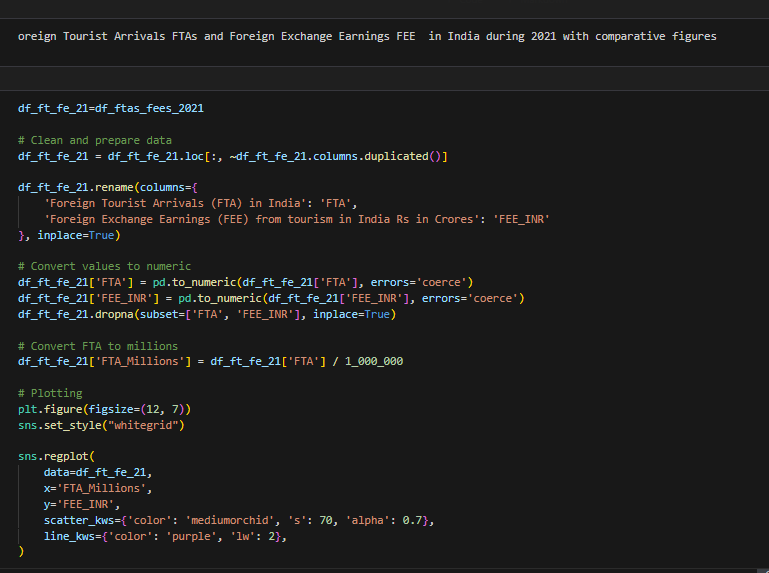 oreign Tourist Arrivals FTAs and Foreign Exchange Earnings FEE  in India during 2021 with comparative figures
df_ft_fe_21=df_ftas_fees_2021
# Clean and prepare data
df_ft_fe_21 = df_ft_fe_21.loc[:, ~df_ft_fe_21.columns.duplicated()]
df_ft_fe_21.rename(columns={
    'Foreign Tourist Arrivals (FTA) in India': 'FTA',
    'Foreign Exchange Earnings (FEE) from tourism in India Rs in Crores': 'FEE_INR'
}, inplace=True)
# Convert values to numeric
df_ft_fe_21['FTA'] = pd.to_numeric(df_ft_fe_21['FTA'], errors='coerce')
df_ft_fe_21['FEE_INR'] = pd.to_numeric(df_ft_fe_21['FEE_INR'], errors='coerce')
df_ft_fe_21.dropna(subset=['FTA', 'FEE_INR'], inplace=True)
# Convert FTA to millions
df_ft_fe_21['FTA_Millions'] = df_ft_fe_21['FTA'] / 1_000_000
# Plotting
plt.figure(figsize=(12, 7))
sns.set_style("whitegrid")
sns.regplot(
    data=df_ft_fe_21,
    x='FTA_Millions',
    y='FEE_INR',
    scatter_kws={'color': 'mediumorchid', 's': 70, 'alpha': 0.7},
    line_kws={'color': 'purple', 'lw': 2},
)